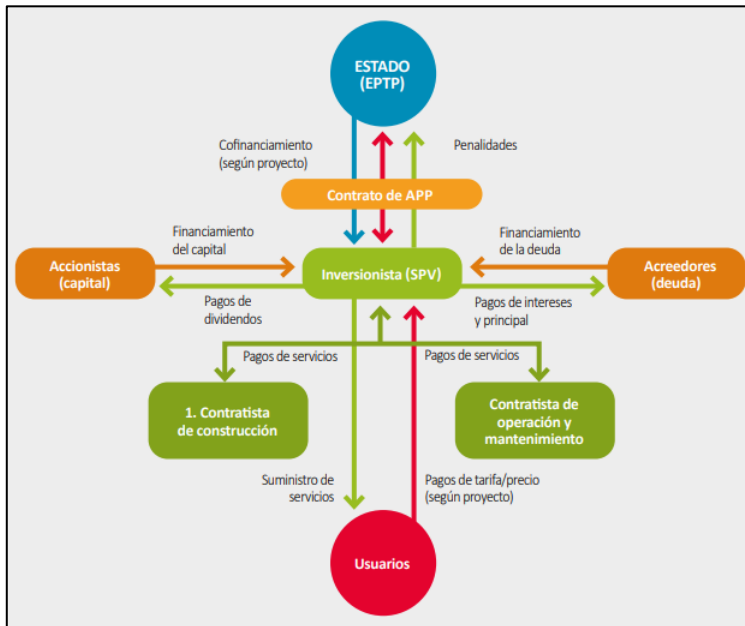 ESTADO
(EPTP)
Cofinanciamiento
(según proyecto)
Penalidades
Contrato de APP
Financiamiento
del capital
Financiamiento
de la deuda
Accionistas
(capital)
Inversionista (SPV)
Acreedores
(deuda)
Pagos de
dividendos
Pagos de intereses
y principal
Pagos de servicios
Pagos de servicios
1. Contratista
de construcción
Contratista de
operación y
mantenimiento
Suministro de
servicios
Pagos de tarifa/precio
(según proyecto)
Usuarios